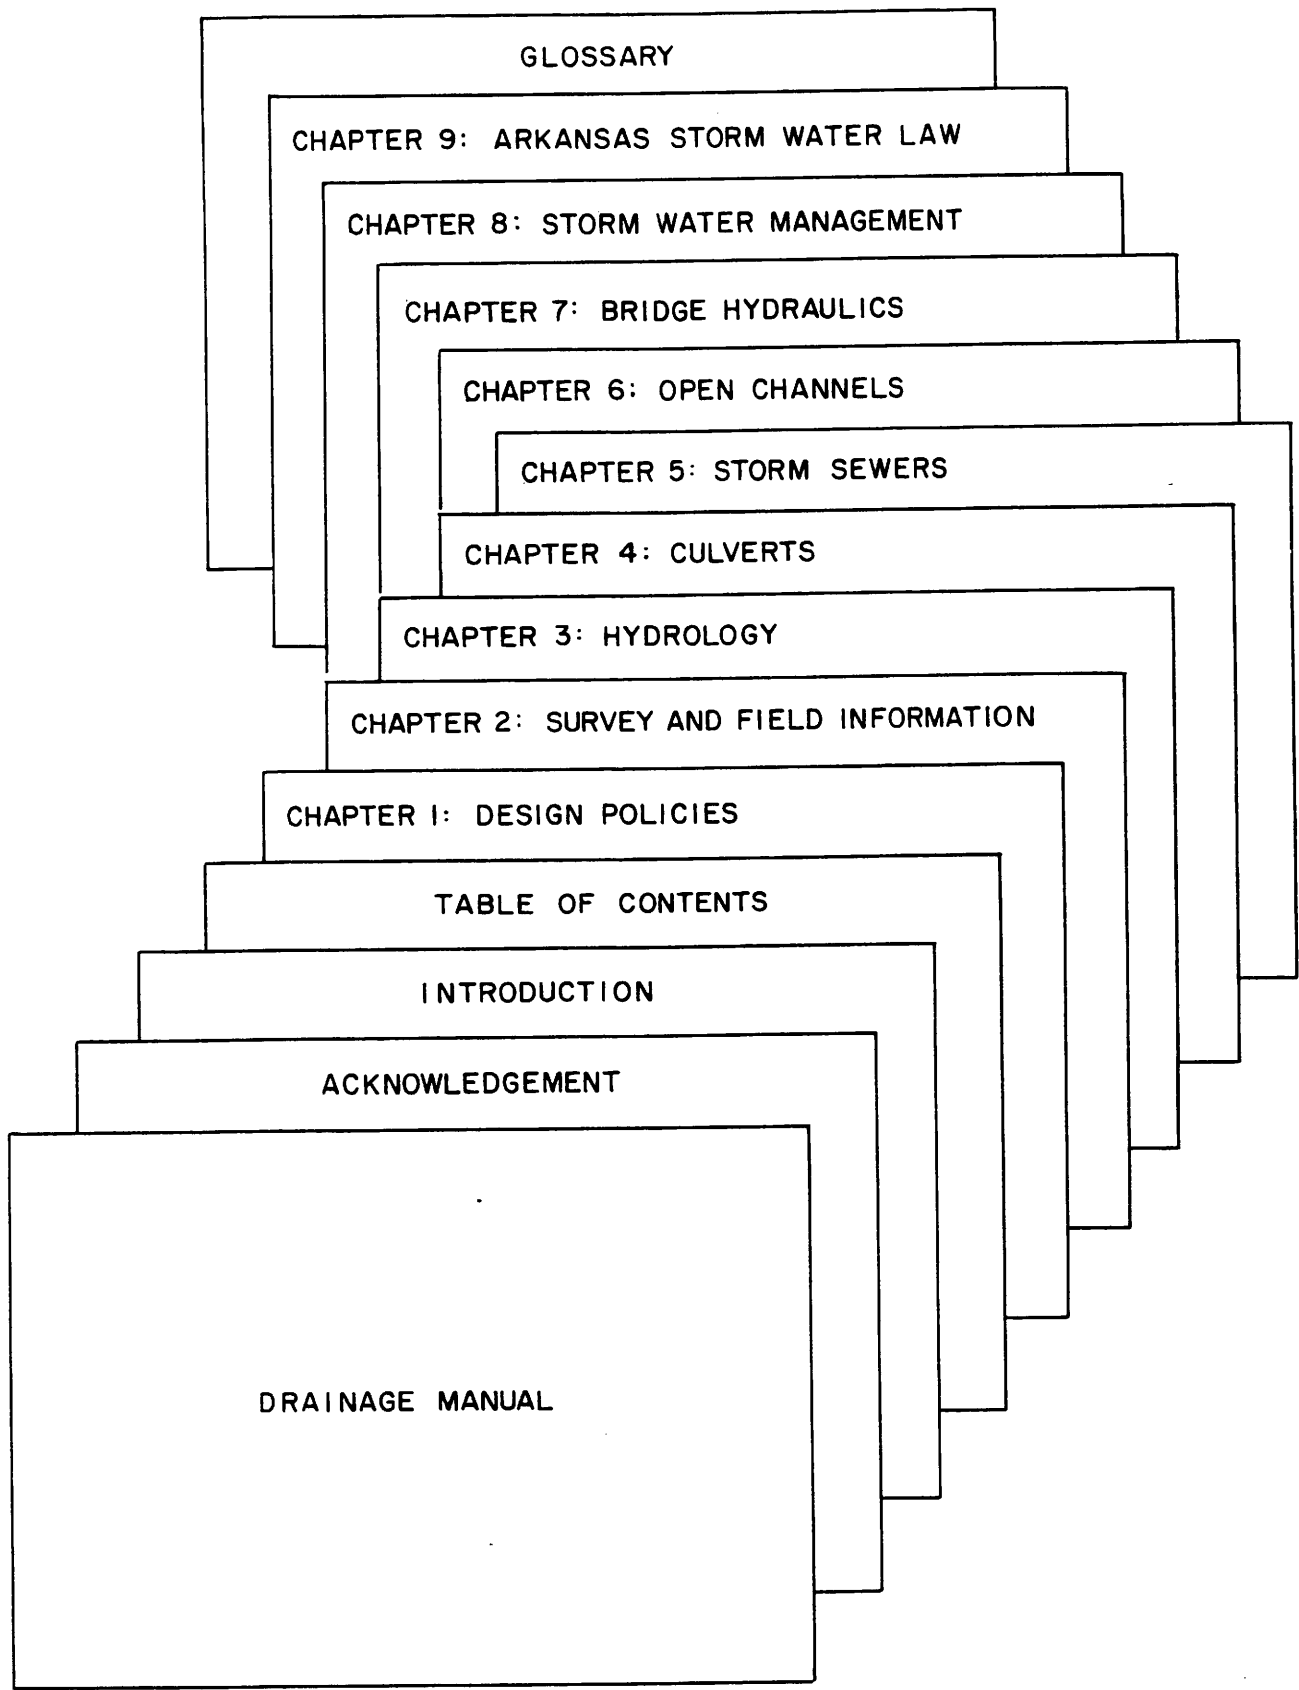 GLOSSARY
CHAPTER 9: ARKANSAS STORM WATER LAW
CHAPTER 8: STORM WATER MANAGEMENT
CHAPTER 7: BRIDGE HYDRAULICS
CHAPTER 6: OPEN CHANNELS
CHAPTER 5: STORM SEWERS
CHAPTER 4: CULVERTS
CHAPTER 3: HYDROLOGY
CHAPTER 2: SURVEY AND FIELD INFORMATION
CHAPTER 1: DESIGN POLICIES
TABLE OF CONTENTS
INTRODUCTION
ACKNOWLEDGEMENT
DRAINAGE MANUAL